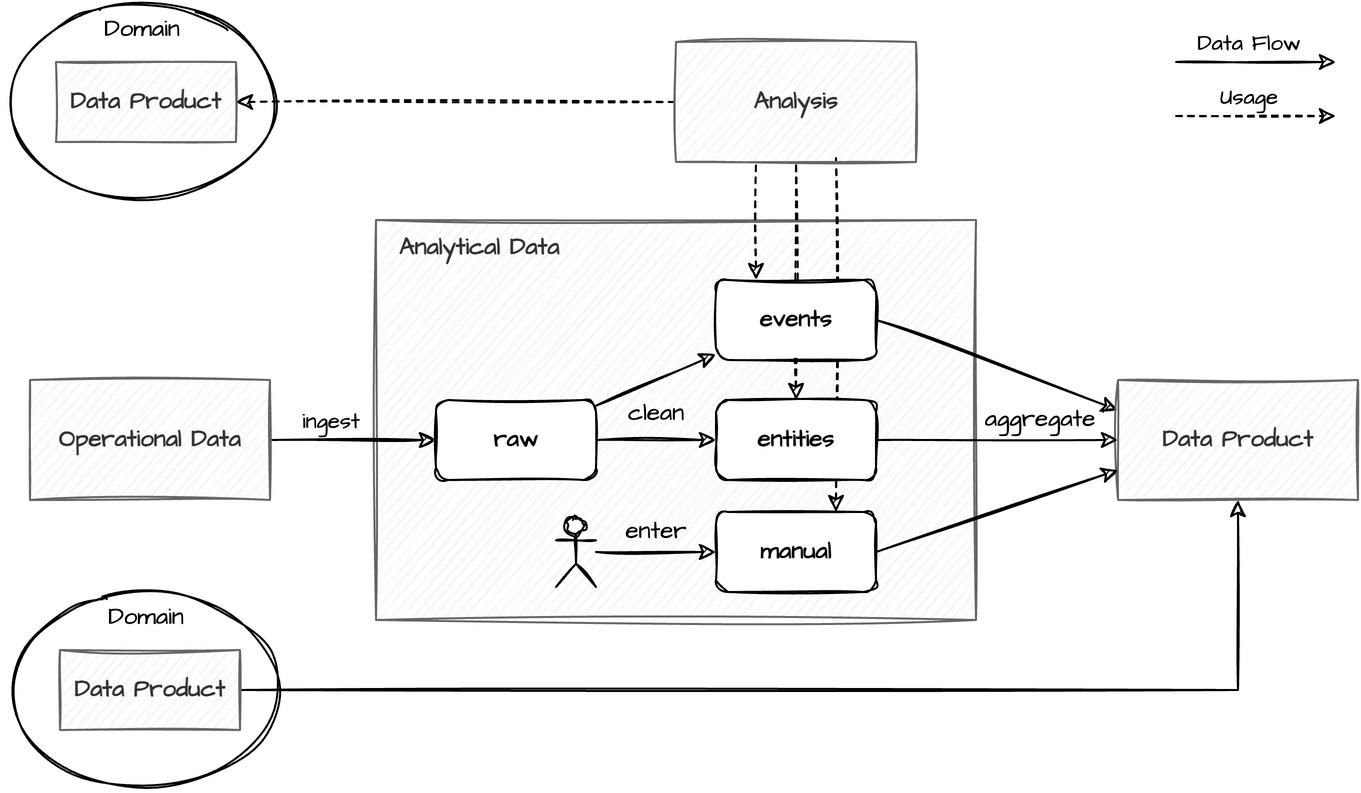 Domain
Data Product
Analysis
Data Flow
Usage
Analytical Data
events
Operational Data
ingest
raw
clean
entities
aggregate
Data Product
enter
manual
Domain
Data Product